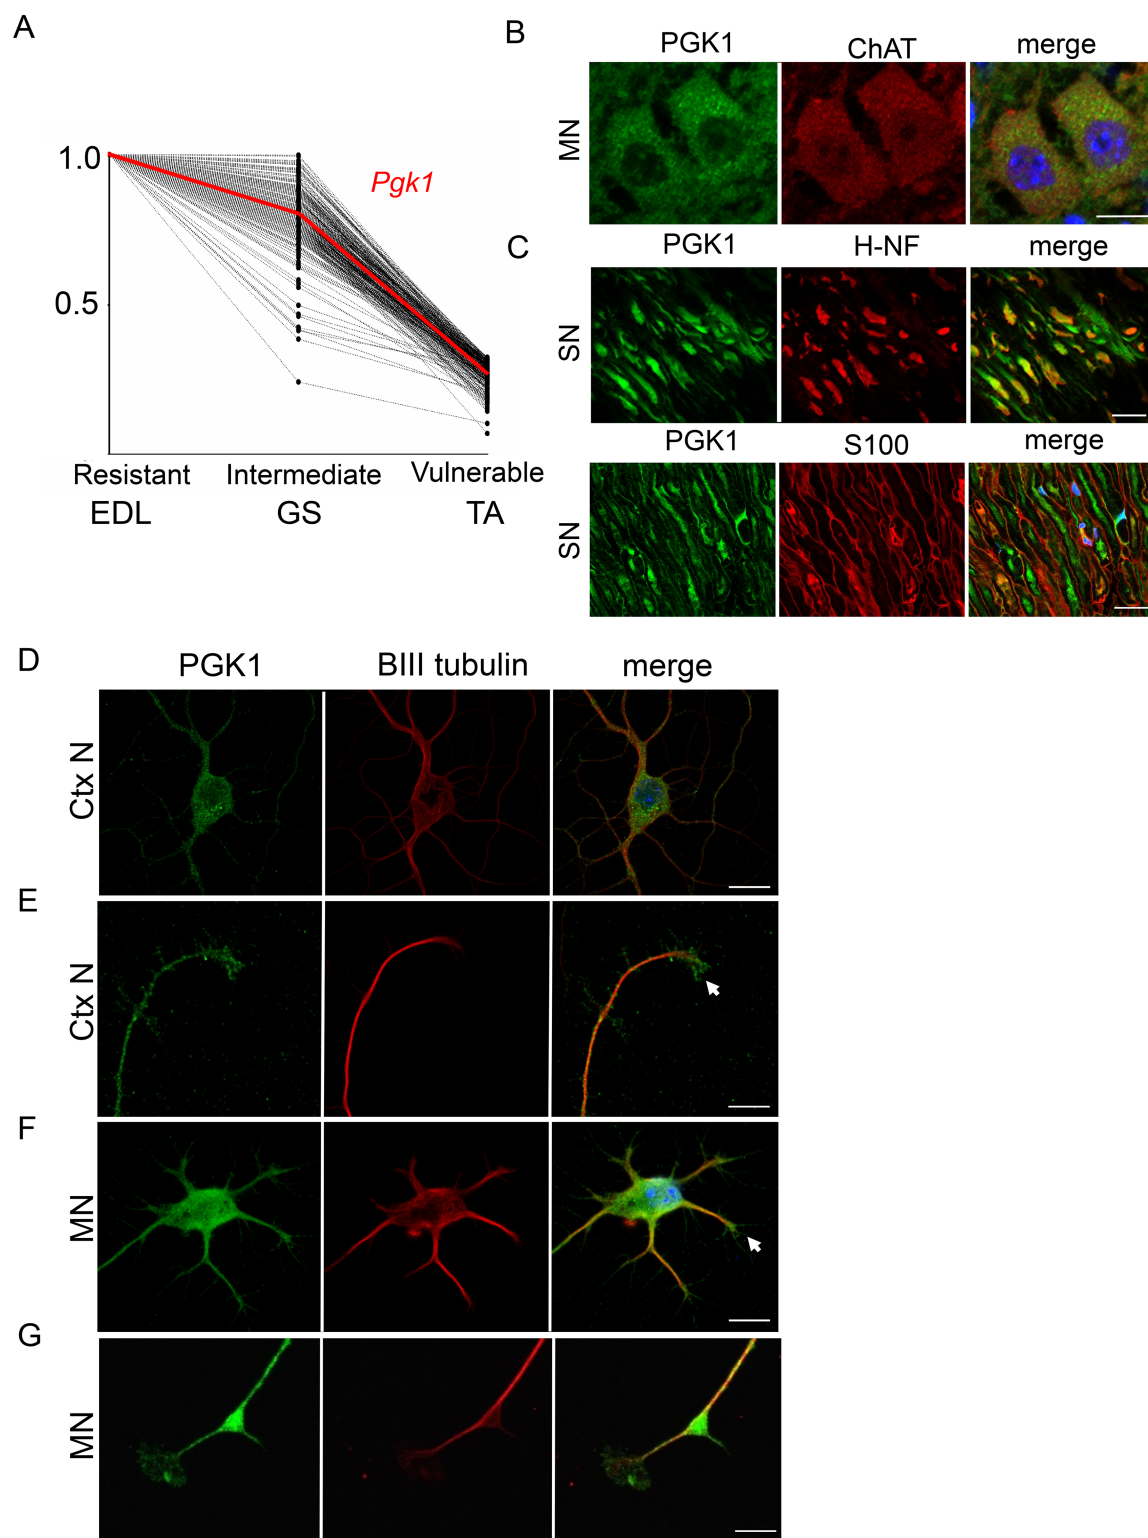 A
1.0
0.5
Pgk1
Resistant Intermediate Vulnerable
EDL GS TA
B
PGK1 ChAT merge
MN
C
PGK1 H-NF merge
SN
PGK1 S100 merge
SN
D
PGK1 BIII tubulin merge
Ctx N
E
Ctx N
F
MN
G
MN